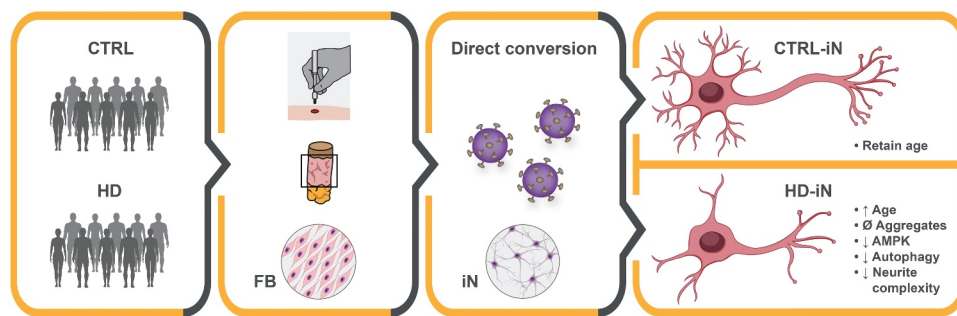 CTRL
HD
FB
Direct conversion
iN
CTRL-iN
• Retain age
HD-iN
• ↑ Age
• Ø Aggregates
• ↓ AMPK
• ↓ Autophagy
• ↓ Neurite
complexity